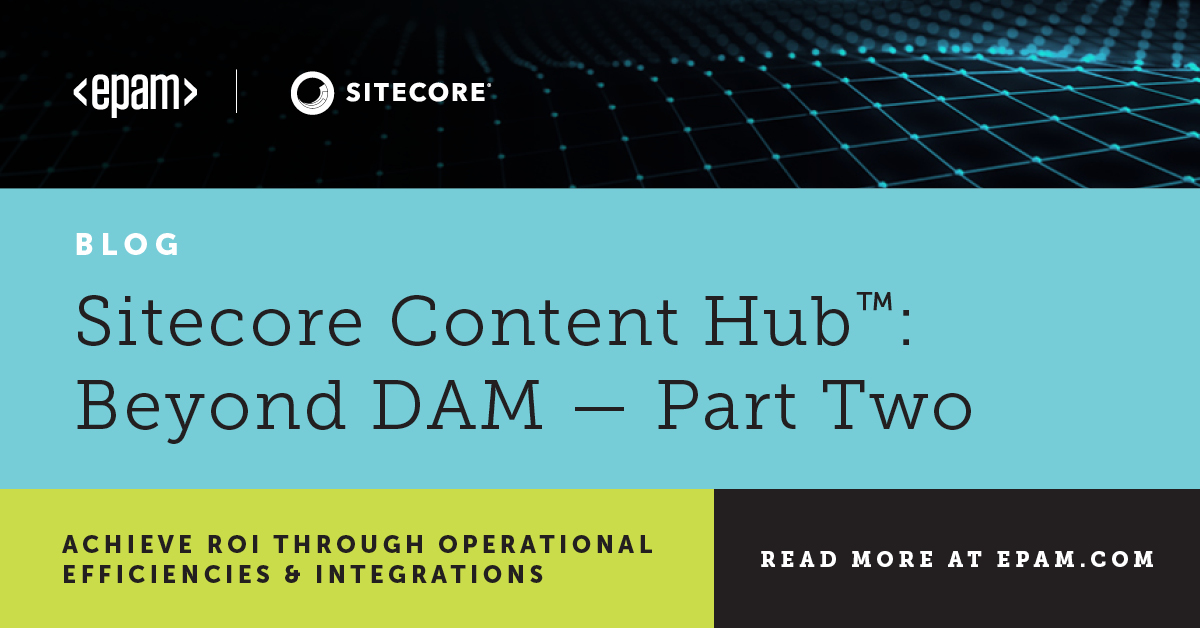 <epam> | SITECORE®
BLOG
Sitecore Content Hub™:
Beyond DAM — Part Two
ACHIEVE ROI THROUGH OPERATIONAL
EFFICIENCIES & INTEGRATIONS
READ MORE AT EPAM.COM